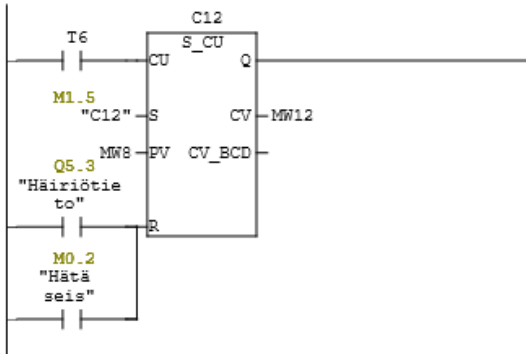 C12
T6
S_CU
CU
Q
M1.5
"C12"
S
CV
MW12
MW8
PV
CV_BCD
Q5.3
"Häiriötie
to"
R
M0.2
"Hätä
seis"